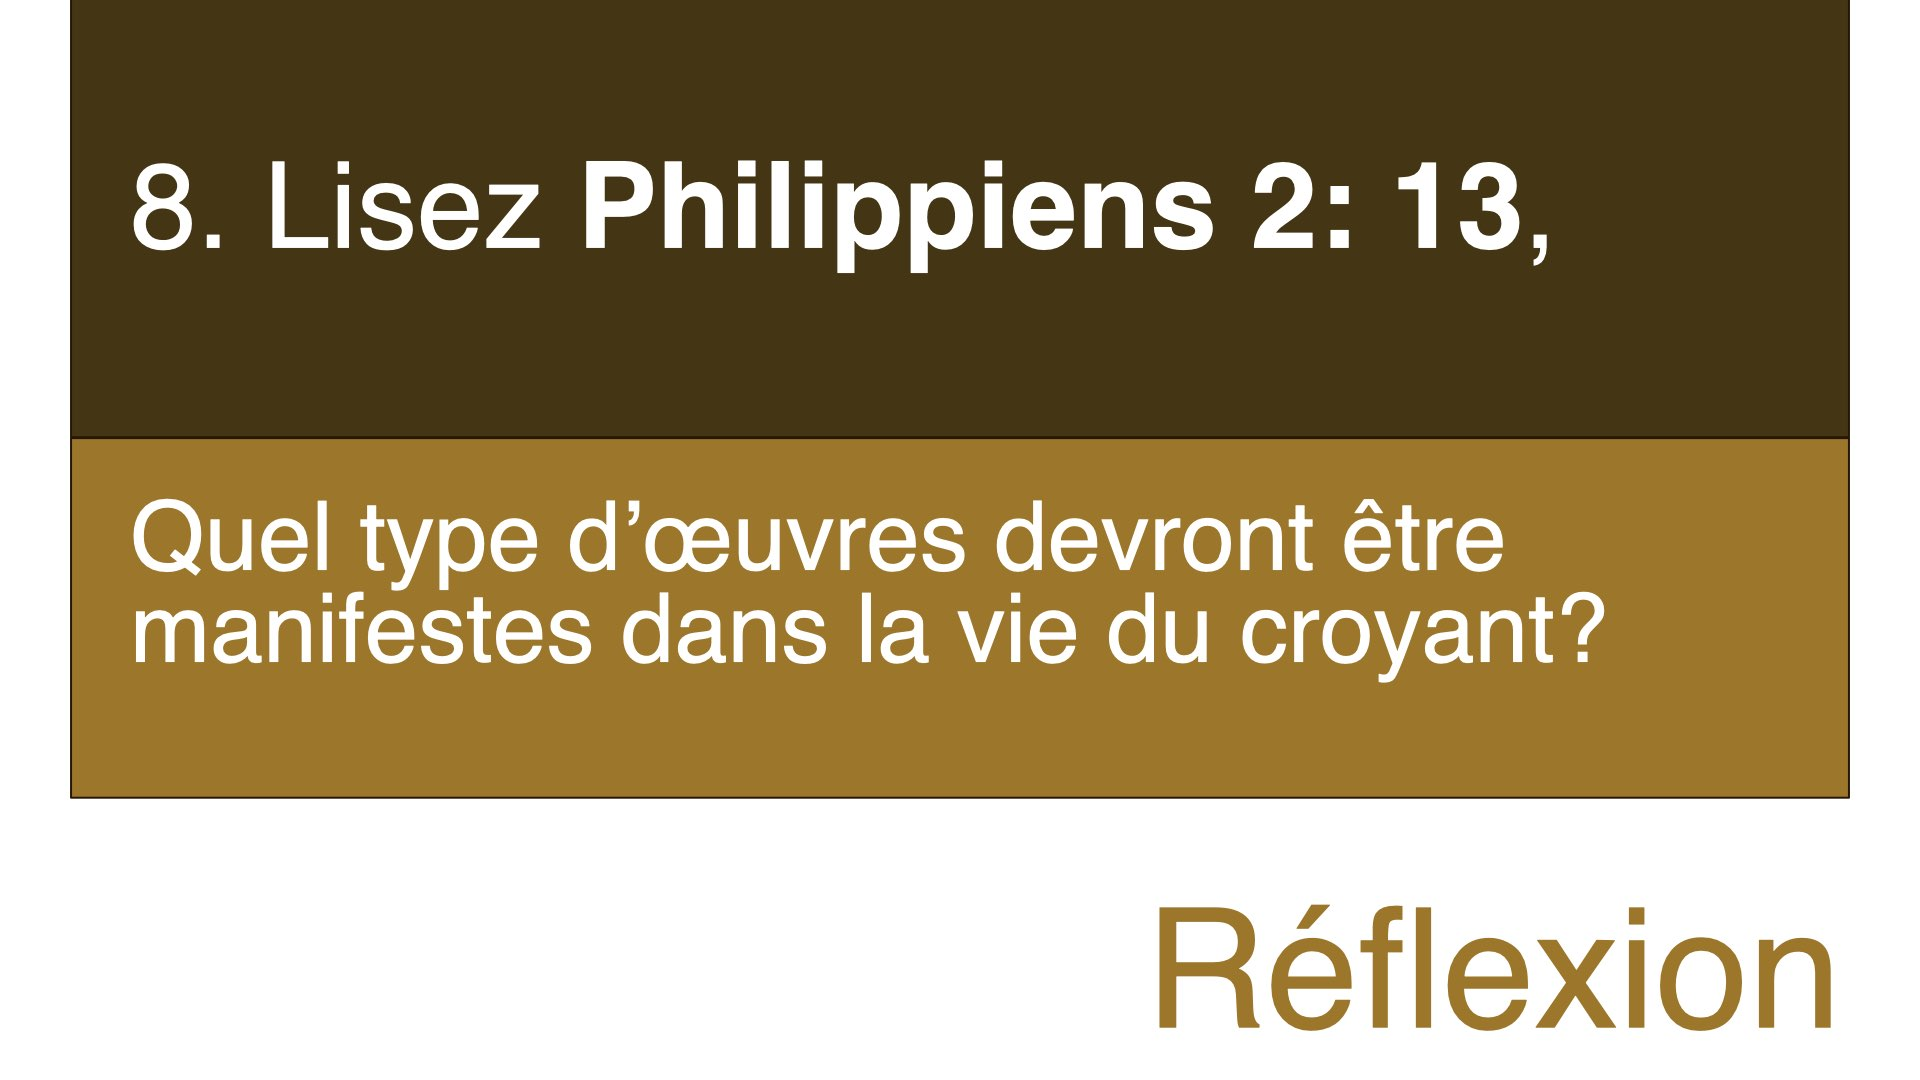 8. Lisez Philippiens 2: 13,
Quel type d’œuvres devront être
manifestes dans la vie du croyant?
Réflexion